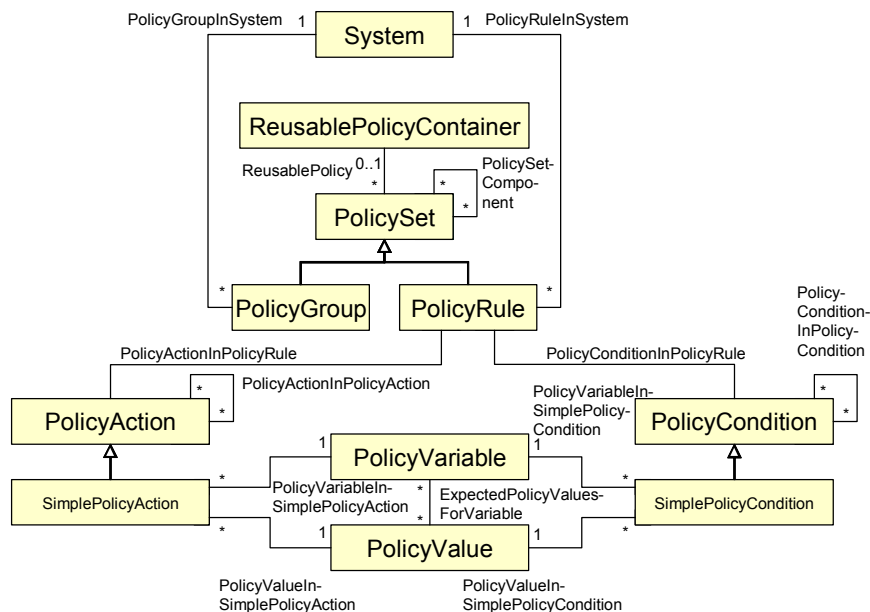 PolicyGroupInSystem
1
System
1
PolicyRuleInSystem
ReusablePolicyContainer
ReusablePolicy
0..1
*
PolicySet-
Compo-
nent
*
*
PolicySet
*
PolicyGroup
PolicyRule
*
Policy-
Condition-
InPolicy-
Condition
PolicyActionInPolicyRule
PolicyConditionInPolicyRule
*
PolicyActionInPolicyAction
*
PolicyAction
PolicyVariableIn-
SimplePolicy-
Condition
*
*
PolicyCondition
1
PolicyVariable
1
*
SimplePolicyAction
*
SimplePolicyCondition
PolicyVariableIn-
SimplePolicyAction
*
*
ExpectedPolicyValues-
ForVariable
*
1
PolicyValue
1
*
PolicyValueIn-
SimplePolicyAction
PolicyValueIn-
SimplePolicyCondition